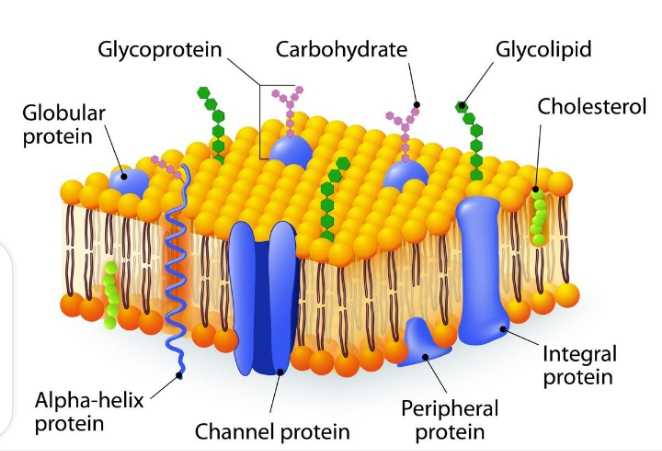 Glycoprotein
Carbohydrate
Glycolipid
Globular
protein
Cholesterol
Alpha-helix
protein
Channel protein
Peripheral
protein
Integral
protein